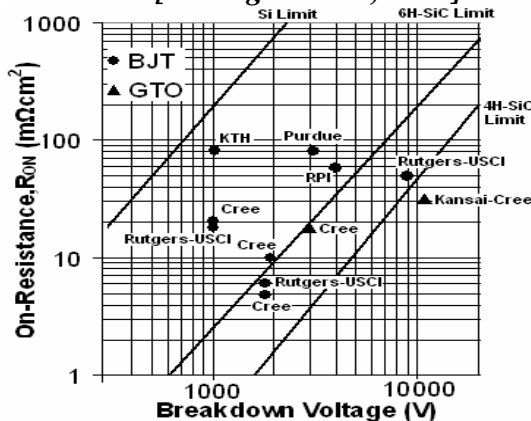 Si Limit
6H-SiC Limit
1000
BJT
GTO
4H-SiC
Limit
KTH
Purdue
100
RPI
Rutgers-USCI
Kansai-Cree
Cree
Rutgers-USCI
Cree
Cree
10
Rutgers-USCI
Cree
1
1000
10000
On-Resistance,R_ON (mΩcm²)
Breakdown Voltage (V)